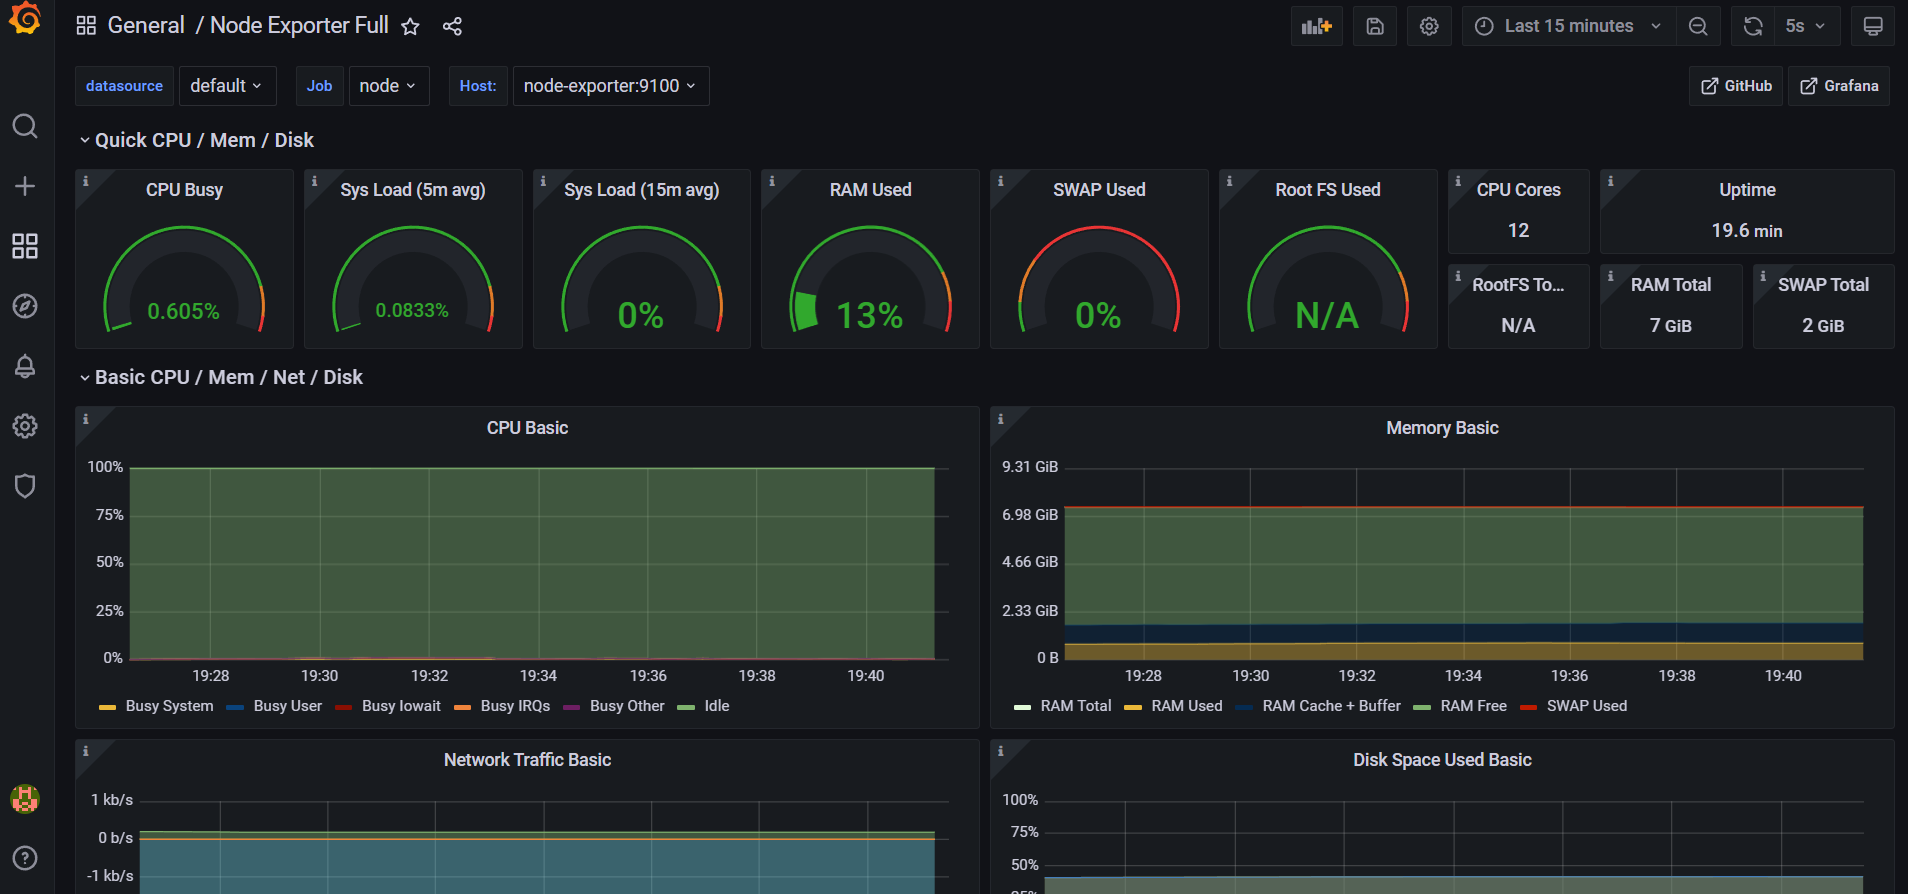 General / Node Exporter Full
Last 15 minutes
5s
datasource default Job node Host: node-exporter:9100
GitHub
Grafana
Quick CPU / Mem / Disk
CPU Busy
0.605%
Sys Load (5m avg)
0.0833%
Sys Load (15m avg)
0%
RAM Used
13%
SWAP Used
0%
Root FS Used
N/A
CPU Cores
12
Uptime
19.6 min
RootFS To...
N/A
RAM Total
7 GiB
SWAP Total
2 GiB
Basic CPU / Mem / Net / Disk
CPU Basic
100%
75%
50%
25%
0%
19:28 19:30 19:32 19:34 19:36 19:38 19:40
Busy System Busy User Busy Iowait Busy IRQs Busy Other Idle
Memory Basic
9.31 GiB
6.98 GiB
4.66 GiB
2.33 GiB
0 B
19:28 19:30 19:32 19:34 19:36 19:38 19:40
RAM Total RAM Used RAM Cache + Buffer RAM Free SWAP Used
Network Traffic Basic
1 kb/s
0 b/s
-1 kb/s
Disk Space Used Basic
100%
75%
50%